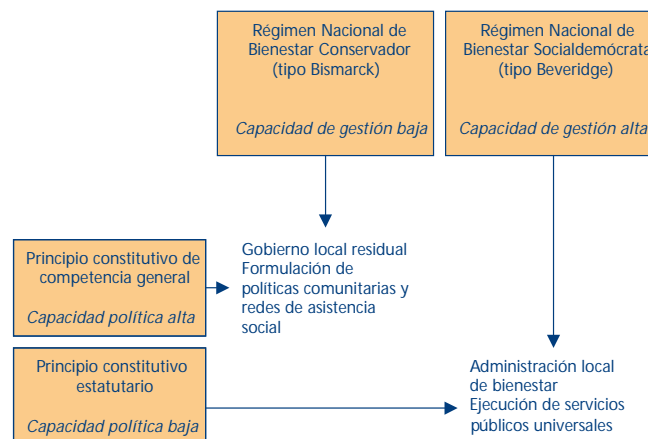 Régimen Nacional de
Bienestar Conservador
(tipo Bismarck)
Capacidad de gestión baja
Régimen Nacional de
Bienestar Socialdemócrata
(tipo Beveridge)
Capacidad de gestión alta
Principio constitutivo de
competencia general
Capacidad política alta
Gobierno local residual
Formulación de
políticas comunitarias y
redes de asistencia
social
Principio constitutivo
estatutario
Capacidad política baja
Administración local
de bienestar
Ejecución de servicios
públicos universales